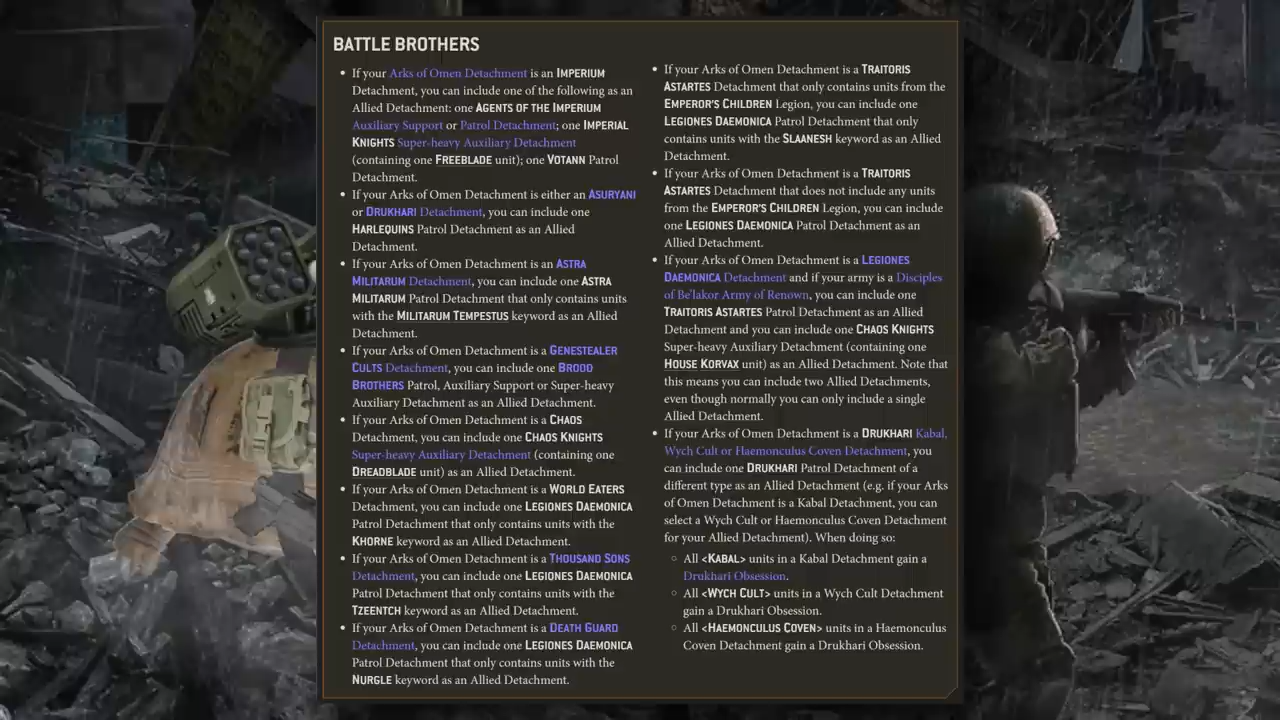 BATTLE BROTHERS
• If your Arks of Omen Detachment is an IMPERIUM
Detachment, you can include one of the following as an
Allied Detachment: one AGENTS OF THE IMPERIUM
Auxiliary Support or Patrol Detachment; one IMPERIAL
KNIGHTS Super-heavy Auxiliary Detachment
(containing one FREEBLADE unit); one VOTANN Patrol
Detachment.
• If your Arks of Omen Detachment is either an ASURYANI
or DRUKHARI Detachment, you can include one
HARLEQUINS Patrol Detachment as an Allied
Detachment.
• If your Arks of Omen Detachment is an ASTRA
MILITARUM Detachment, you can include one ASTRA
MILITARUM Patrol Detachment that only contains units
with the MILITARUM TEMPESTUS keyword as an Allied
Detachment.
• If your Arks of Omen Detachment is a GENESTEALER
CULTS Detachment, you can include one BROOD
BROTHERS Patrol, Auxiliary Support or Super-heavy
Auxiliary Detachment as an Allied Detachment.
• If your Arks of Omen Detachment is a CHAOS
Detachment, you can include one CHAOS KNIGHTS
Super-heavy Auxiliary Detachment (containing one
DREADBLADE unit) as an Allied Detachment.
• If your Arks of Omen Detachment is a WORLD EATERS
Detachment, you can include one LEGIONES DAEMONICA
Patrol Detachment that only contains units with the
KHORNE keyword as an Allied Detachment.
• If your Arks of Omen Detachment is a THOUSAND SONS
Detachment, you can include one LEGIONES DAEMONICA
Patrol Detachment that only contains units with the
TZEENTCH keyword as an Allied Detachment.
• If your Arks of Omen Detachment is a DEATH GUARD
Detachment, you can include one LEGIONES DAEMONICA
Patrol Detachment that only contains units with the
NURGLE keyword as an Allied Detachment.
• If your Arks of Omen Detachment is a TRAITORIS
ASTARTES Detachment that only contains units from the
EMPEROR'S CHILDREN Legion, you can include one
LEGIONES DAEMONICA Patrol Detachment that only
contains units with the SLAANESH keyword as an Allied
Detachment.
• If your Arks of Omen Detachment is a TRAITORIS
ASTARTES Detachment that does not include any units
from the EMPEROR'S CHILDREN Legion, you can include
one LEGIONES DAEMONICA Patrol Detachment as an
Allied Detachment.
• If your Arks of Omen Detachment is a LEGIONES
DAEMONICA Detachment and if your army is a Disciples
of Be'lakor Army of Renown, you can include one
TRAITORIS ASTARTES Patrol Detachment as an Allied
Detachment and you can include one CHAOS KNIGHTS
Super-heavy Auxiliary Detachment (containing one
HOUSE KORVAX unit) as an Allied Detachment. Note that
this means you can include two Allied Detachments,
even though normally you can only include a single
Allied Detachment.
• If your Arks of Omen Detachment is a DRUKHARI Kabal,
Wych Cult or Haemonculus Coven Detachment, you
can include one DRUKHARI Patrol Detachment of a
different type as an Allied Detachment (e.g. if your Arks
of Omen Detachment is a Kabal Detachment, you can
select a Wych Cult or Haemonculus Coven Detachment
for your Allied Detachment). When doing so:
○ All <KABAL> units in a Kabal Detachment gain a
Drukhari Obsession.
○ All <WYCH CULT> units in a Wych Cult Detachment
gain a Drukhari Obsession.
○ All <HAEMONCULUS COVEN> units in a Haemonculus
Coven Detachment gain a Drukhari Obsession.